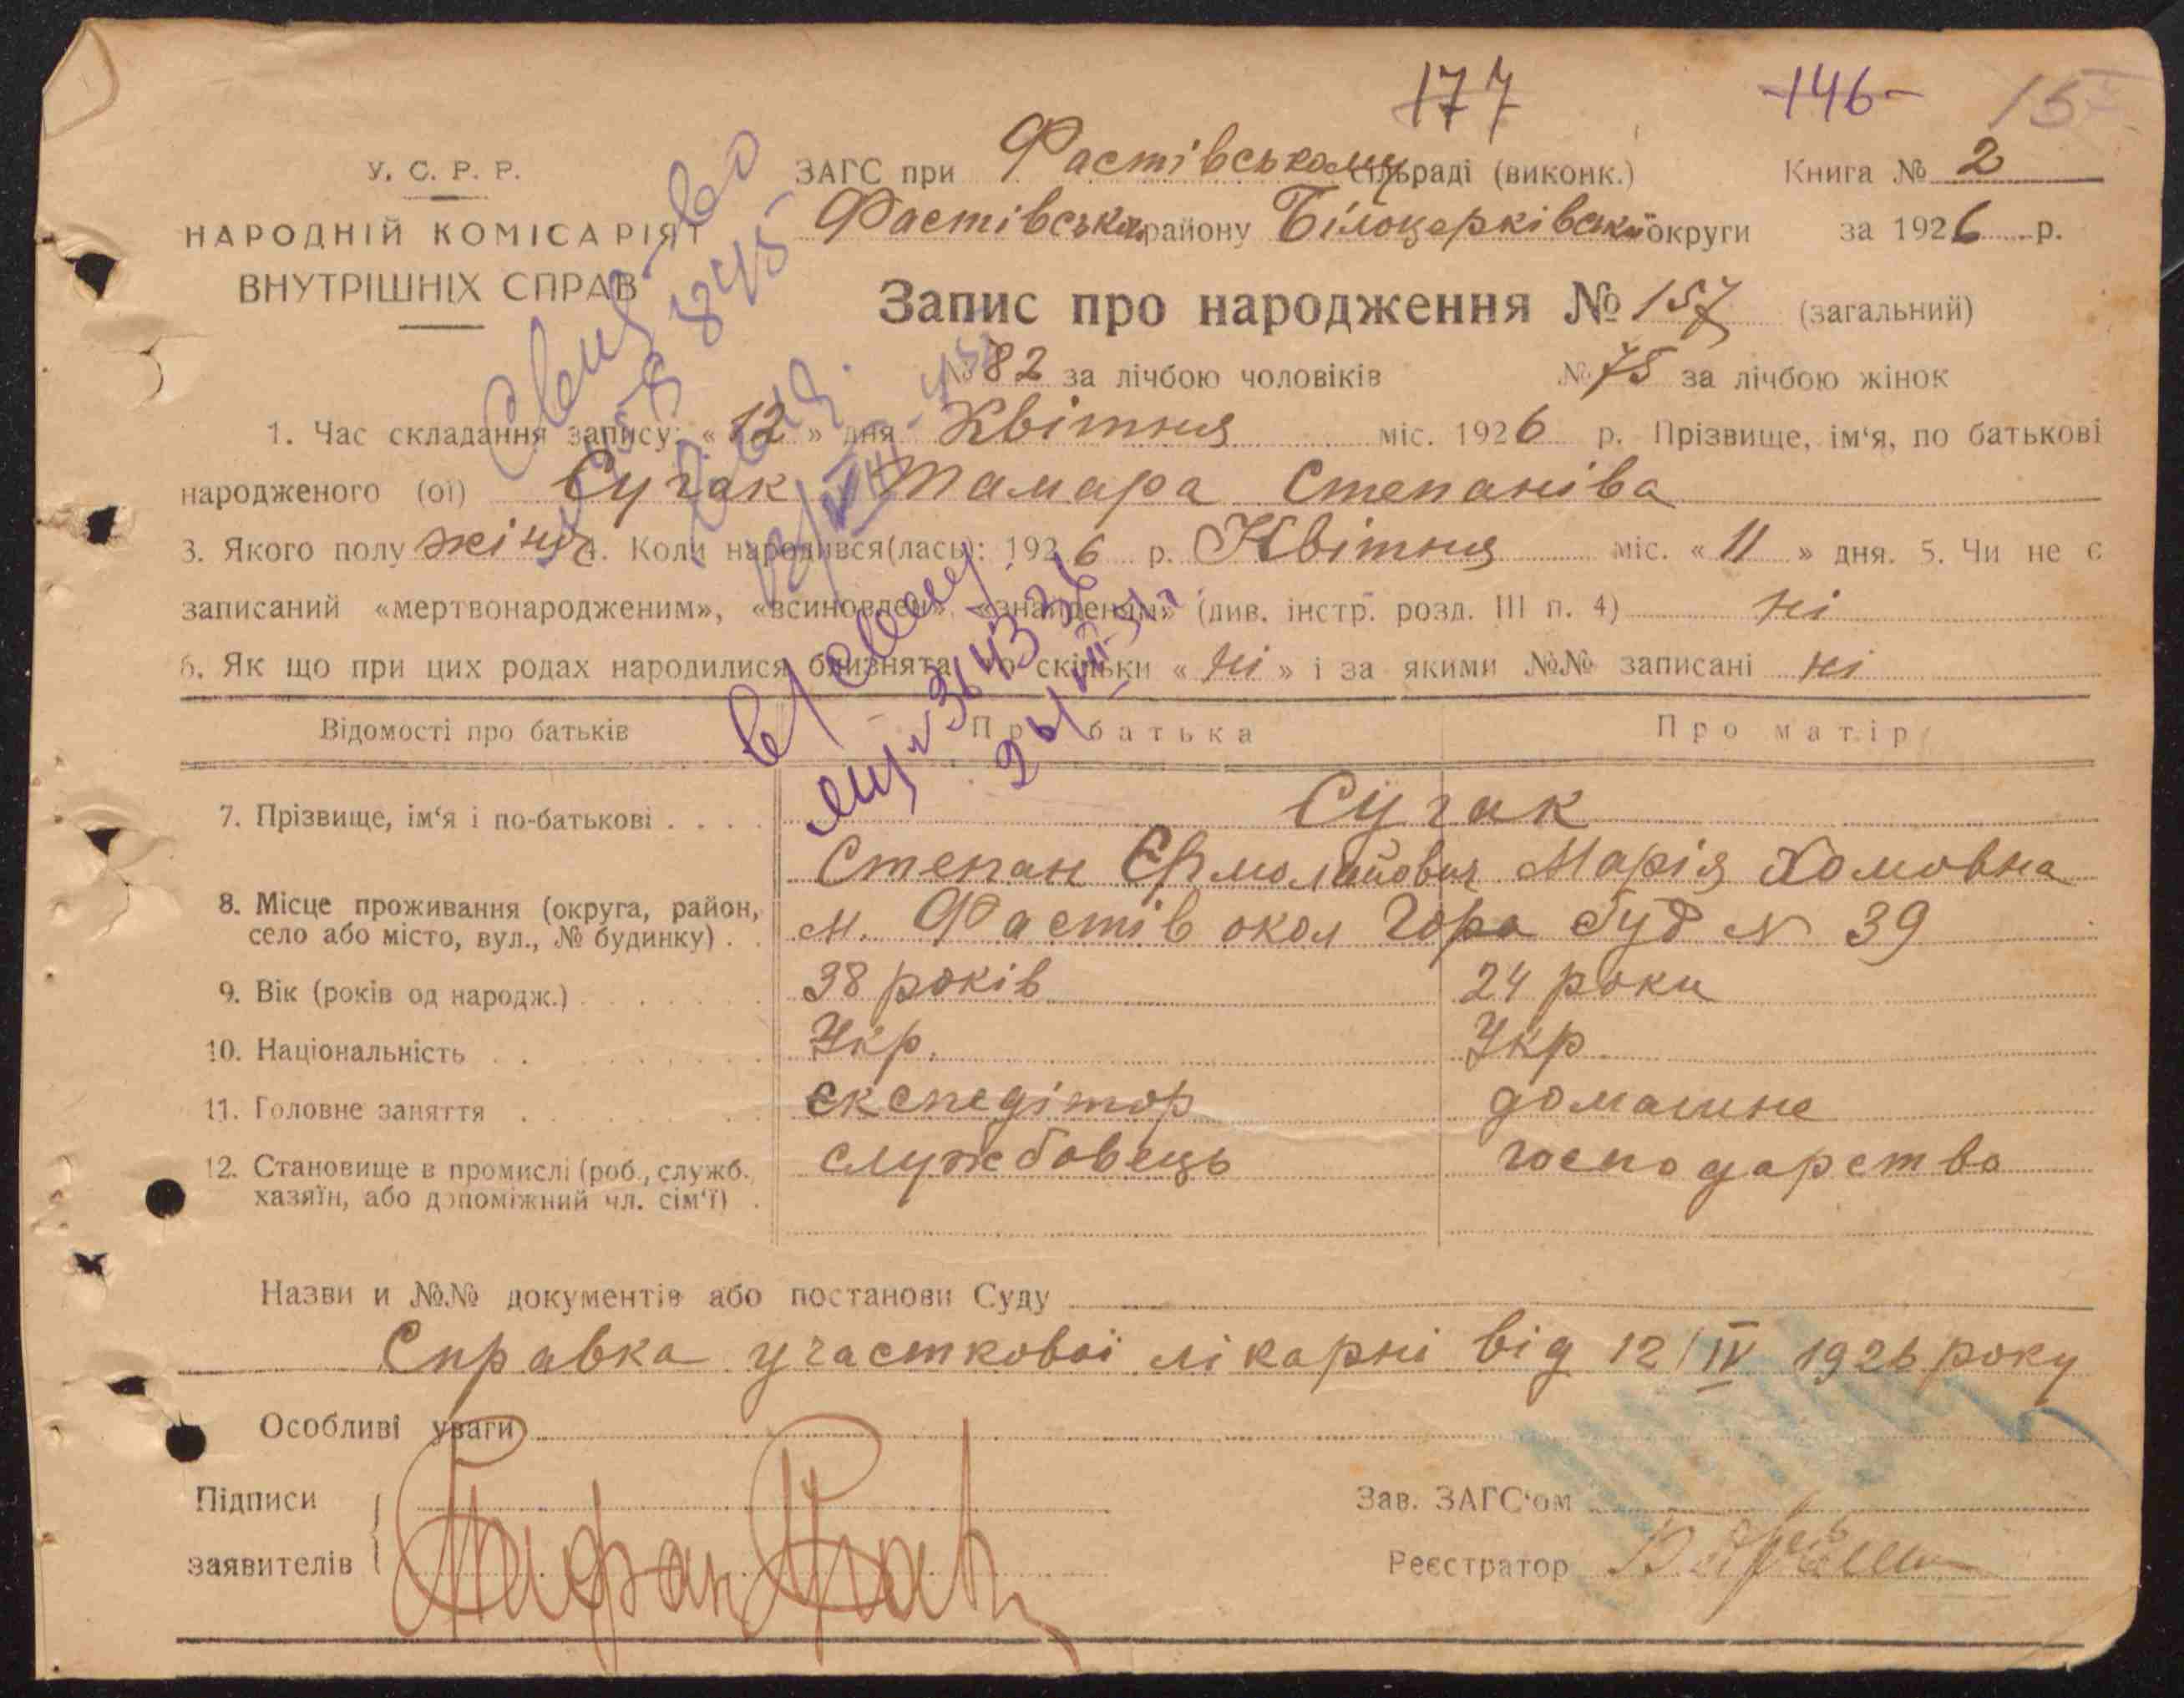 177 146
У. С. Р. Р.
НАРОДНІЙ КОМІСАРІЯТ
ВНУТРІШНІХ СПРАВ
ЗАГС при Фастівському сільраді (виконк.) Книга № 2
Фастівськ району Білоцерківської округи за 1926 р.
Запис про народження № 157 (загальний)
№ 82 за лічбою чоловіків № 75 за лічбою жінок
1. Час складання запису: « 12 » дня Квітня міс. 1926 р. Прізвище, ім‘я, по батькові
народженого (ої) Сугак Тамара Степаніва
3. Якого полу жіноч 4. Коли народився(лась): 1926 р. Квітня міс. « 11 » дня. 5. Чи не є
записаний «мертвонародженим», «всиновлен», «знайденим» (див. інстр. розд. III п. 4) ні
6. Як що при цих родах народилися близнята, то скільки « ні » і за якими №№ записані ні
Відомості про батьків Про батька Про матір
7. Прізвище, ім‘я і по-батькові Сугак
Степан Єрмолайович Марія Хомовна
8. Місце проживання (округа, район,
село або місто, вул., № будинку) м. Фастів окол Гора буд N 39
9. Вік (років од народж.) 38 років 24 роки
10. Національність Укр. Укр
11. Головне заняття експедітор домашне
12. Становище в промислі (роб., служб.,
хазяїн, або допоміжний чл. сім‘ї) службовець господарство
Назви и №№ документів або постанови Суду
Справка участкової лікарні від 12/IV 1926 року
Особливі уваги
Підписи
заявителів
Зав. ЗАГС‘ом
Реєстратор